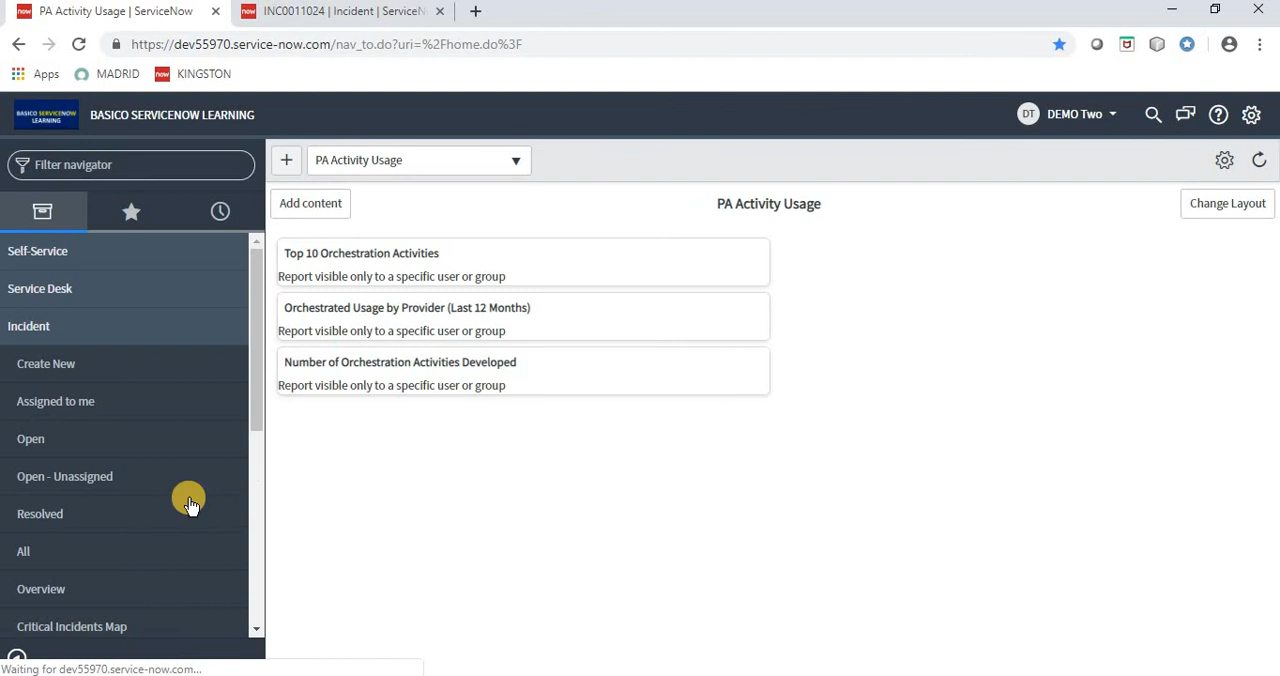 PA Activity Usage | ServiceNow
INC0011024 | Incident | ServiceN
https://dev55970.service-now.com/nav_to.do?uri=%2Fhome.do%3F
Apps
MADRID
now KINGSTON
BASICO SERVICENOW LEARNING
BASICO SERVICENOW LEARNING
DT DEMO Two
Filter navigator
PA Activity Usage
Add content
PA Activity Usage
Change Layout
Self-Service
Service Desk
Incident
Create New
Assigned to me
Open
Open - Unassigned
Resolved
All
Overview
Critical Incidents Map
Top 10 Orchestration Activities
Report visible only to a specific user or group
Orchestrated Usage by Provider (Last 12 Months)
Report visible only to a specific user or group
Number of Orchestration Activities Developed
Report visible only to a specific user or group
Waiting for dev55970.service-now.com...